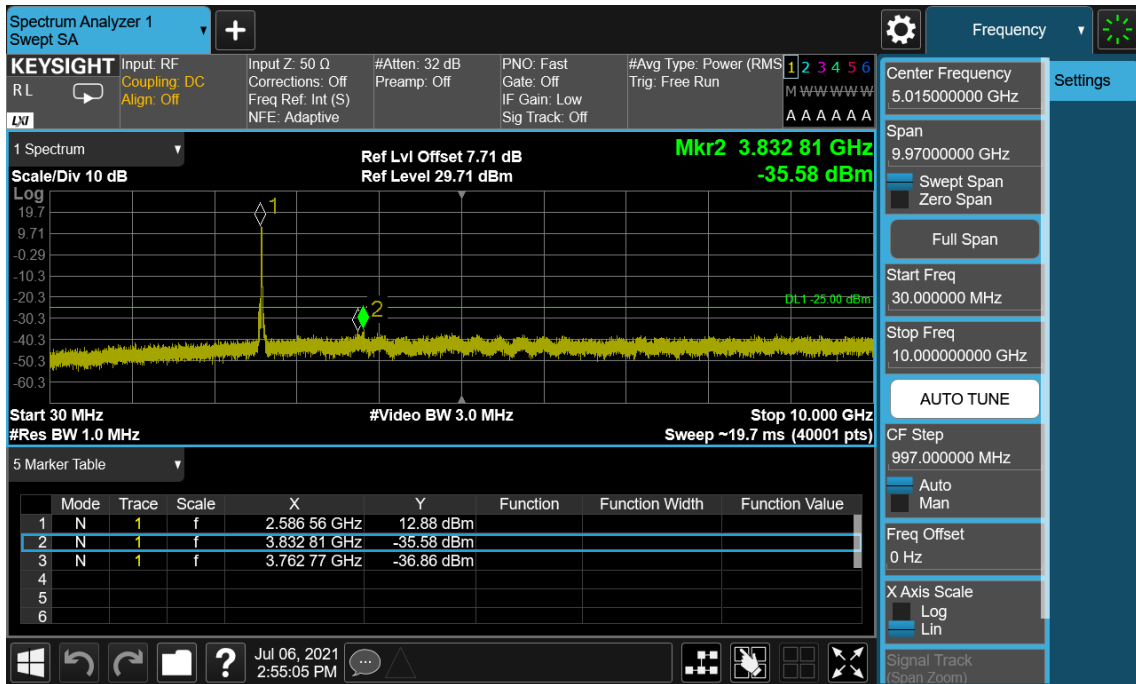 Spectrum Analyzer 1
Swept SA
+
Frequency
KEYSIGHT
RL
LXI
Input: RF
Coupling: DC
Align: Off
Input Z: 50 Ω
Corrections: Off
Freq Ref: Int (S)
NFE: Adaptive
#Atten: 32 dB
Preamp: Off
PNO: Fast
Gate: Off
IF Gain: Low
Sig Track: Off
#Avg Type: Power (RMS
Trig: Free Run
1 2 3 4 5 6
M W W W W W
A A A A A A
1 Spectrum
Scale/Div 10 dB
Ref Lvl Offset 7.71 dB
Ref Level 29.71 dBm
Mkr2 3.832 81 GHz
-35.58 dBm
Log
19.7
9.71
-0.29
-10.3
-20.3
-30.3
-40.3
-50.3
-60.3
1
2
DL1 -25.00 dBm
Start 30 MHz
#Video BW 3.0 MHz
Stop 10.000 GHz
#Res BW 1.0 MHz
Sweep ~19.7 ms (40001 pts)
5 Marker Table
Mode Trace Scale X Y Function Function Width Function Value
1 N 1 f 2.586 56 GHz 12.88 dBm
2 N 1 f 3.832 81 GHz -35.58 dBm
3 N 1 f 3.762 77 GHz -36.86 dBm
4
5
6
?
Jul 06, 2021
2:55:05 PM
Center Frequency
5.015000000 GHz
Span
9.97000000 GHz
Swept Span
Zero Span
Full Span
Start Freq
30.000000 MHz
Stop Freq
10.000000000 GHz
AUTO TUNE
CF Step
997.000000 MHz
Auto
Man
Freq Offset
0 Hz
X Axis Scale
Log
Lin
Signal Track
(Span Zoom)
Settings